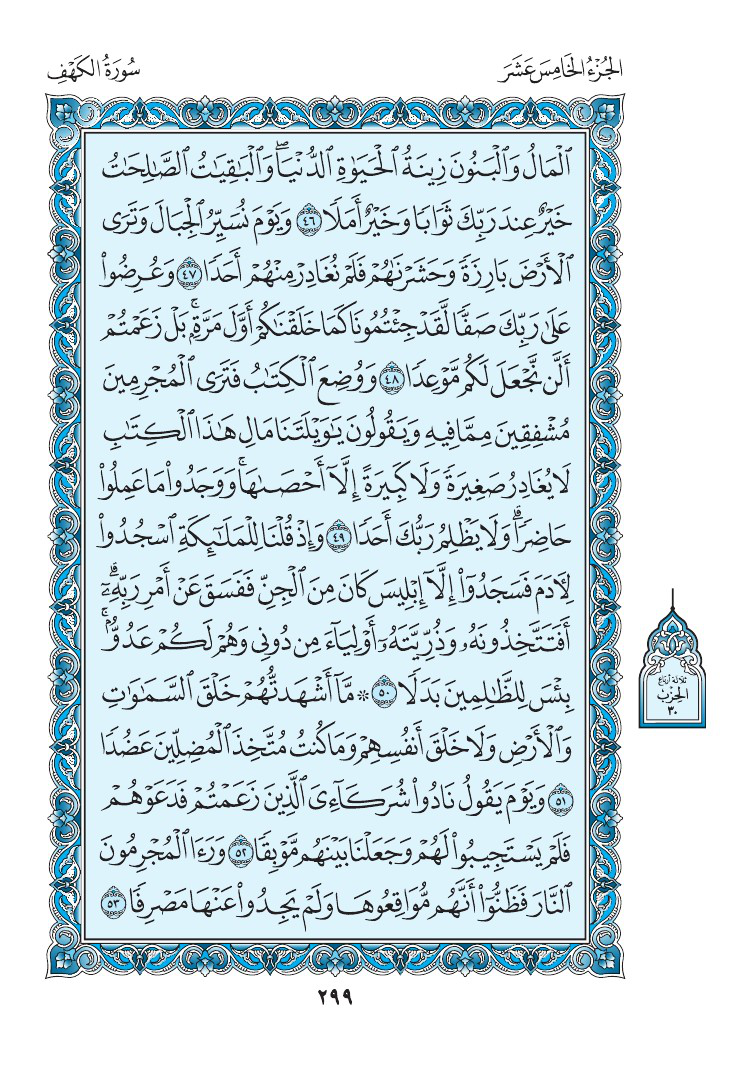 الجُزْءُ الخَامِسَ عَشَرَ
سُورَةُ الكَهْفِ
ٱلْمَالُ وَٱلْبَنُونَ زِينَةُ ٱلْحَيَوٰةِ ٱلدُّنْيَاۖ وَٱلْبَٰقِيَٰتُ ٱلصَّٰلِحَٰتُ
خَيْرٌ عِندَ رَبِّكَ ثَوَابًا وَخَيْرٌ أَمَلًا ٤٦ وَيَوْمَ نُسَيِّرُ ٱلْجِبَالَ وَتَرَى
ٱلْأَرْضَ بَارِزَةً وَحَشَرْنَٰهُمْ فَلَمْ نُغَادِرْ مِنْهُمْ أَحَدًا ٤٧ وَعُرِضُوا۟
عَلَىٰ رَبِّكَ صَفًّا لَّقَدْ جِئْتُمُونَا كَمَا خَلَقْنَٰكُمْ أَوَّلَ مَرَّةٍۭۚ بَلْ زَعَمْتُمْ
أَلَّن نَّجْعَلَ لَكُم مَّوْعِدًا ٤٨ وَوُضِعَ ٱلْكِتَٰبُ فَتَرَى ٱلْمُجْرِمِينَ
مُشْفِقِينَ مِمَّا فِيهِ وَيَقُولُونَ يَٰوَيْلَتَنَا مَالِ هَٰذَا ٱلْكِتَٰبِ
لَا يُغَادِرُ صَغِيرَةً وَلَا كَبِيرَةً إِلَّآ أَحْصَىٰهَاۚ وَوَجَدُوا۟ مَا عَمِلُوا۟
حَاضِرًاۗ وَلَا يَظْلِمُ رَبُّكَ أَحَدًا ٤٩ وَإِذْ قُلْنَا لِلْمَلَٰٓئِكَةِ ٱسْجُدُوا۟
لِءَادَمَ فَسَجَدُوٓا۟ إِلَّآ إِبْلِيسَ كَانَ مِنَ ٱلْجِنِّ فَفَسَقَ عَنْ أَمْرِ رَبِّهِۦٓۗ
أَفَتَتَّخِذُونَهُۥ وَذُرِّيَّتَهُۥٓ أَوْلِيَآءَ مِن دُونِى وَهُمْ لَكُمْ عَدُوٌّۢۚ
بِئْسَ لِلظَّٰلِمِينَ بَدَلًا ٥٠ ۞ مَّآ أَشْهَدتُّهُمْ خَلْقَ ٱلسَّمَٰوَٰتِ
وَٱلْأَرْضِ وَلَا خَلْقَ أَنفُسِهِمْ وَمَا كُنتُ مُتَّخِذَ ٱلْمُضِلِّينَ عَضُدًا
٥١ وَيَوْمَ يَقُولُ نَادُوا۟ شُرَكَآءِىَ ٱلَّذِينَ زَعَمْتُمْ فَدَعَوْهُمْ
فَلَمْ يَسْتَجِيبُوا۟ لَهُمْ وَجَعَلْنَا بَيْنَهُم مَّوْبِقًا ٥٢ وَرَءَا ٱلْمُجْرِمُونَ
ٱلنَّارَ فَظَنُّوٓا۟ أَنَّهُم مُّوَاقِعُوهَا وَلَمْ يَجِدُوا۟ عَنْهَا مَصْرِفًا ٥٣
ثلاثة أرباع
الحزب
٣٠
٢٩٩